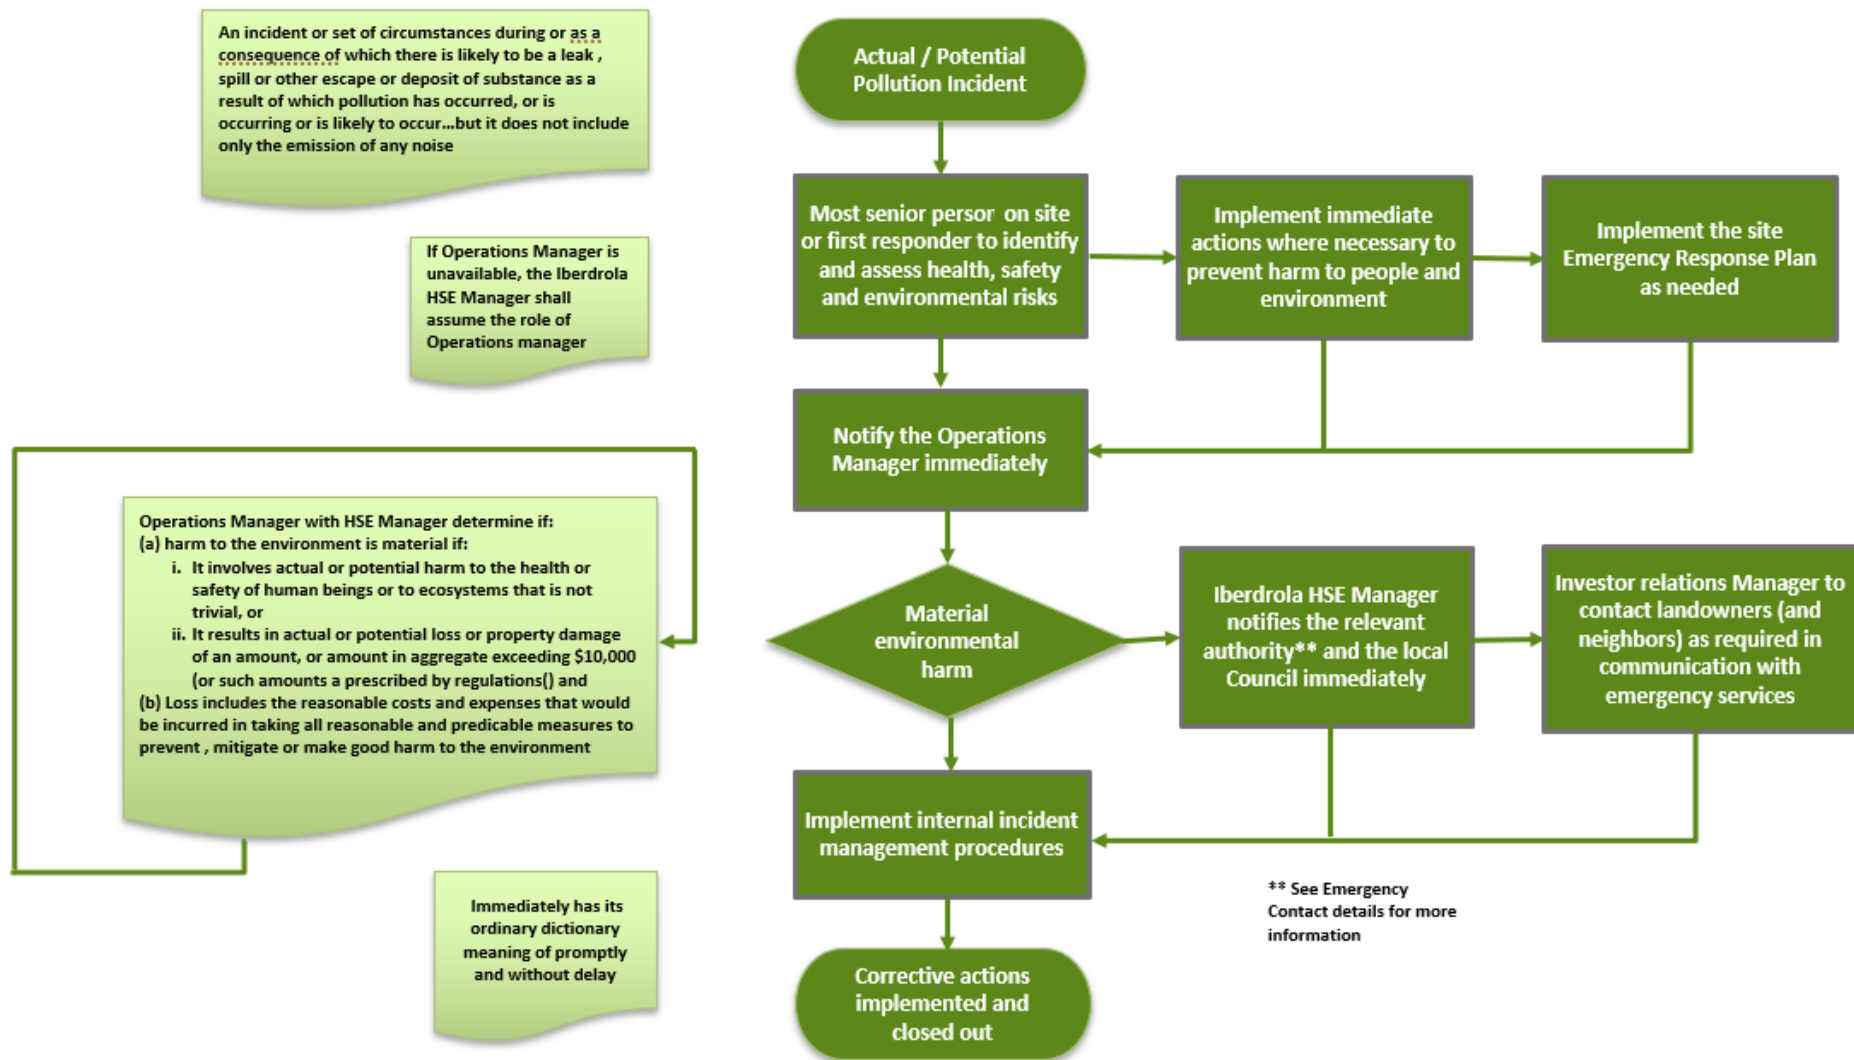 An incident or set of circumstances during or as a
consequence of which there is likely to be a leak ,
spill or other escape or deposit of substance as a
result of which pollution has occurred, or is
occurring or is likely to occur...but it does not include
only the emission of any noise
Actual / Potential
Pollution Incident
Most senior person on site
or first responder to identify
and assess health, safety
and environmental risks
Implement immediate
actions where necessary to
prevent harm to people and
environment
Implement the site
Emergency Response Plan
as needed
If Operations Manager is
unavailable, the Iberdrola
HSE Manager shall
assume the role of
Operations manager
Notify the Operations
Manager immediately
Operations Manager with HSE Manager determine if:
(a) harm to the environment is material if:
i. It involves actual or potential harm to the health or
safety of human beings or to ecosystems that is not
trivial, or
ii. It results in actual or potential loss or property damage
of an amount, or amount in aggregate exceeding $10,000
(or such amounts a prescribed by regulations() and
(b) Loss includes the reasonable costs and expenses that would
be incurred in taking all reasonable and predicable measures to
prevent , mitigate or make good harm to the environment
Material
environmental
harm
Iberdrola HSE Manager
notifies the relevant
authority** and the local
Council immediately
Investor relations Manager to
contact landowners (and
neighbors) as required in
communication with
emergency services
Implement internal incident
management procedures
** See Emergency
Contact details for more
information
Immediately has its
ordinary dictionary
meaning of promptly
and without delay
Corrective actions
implemented and
closed out